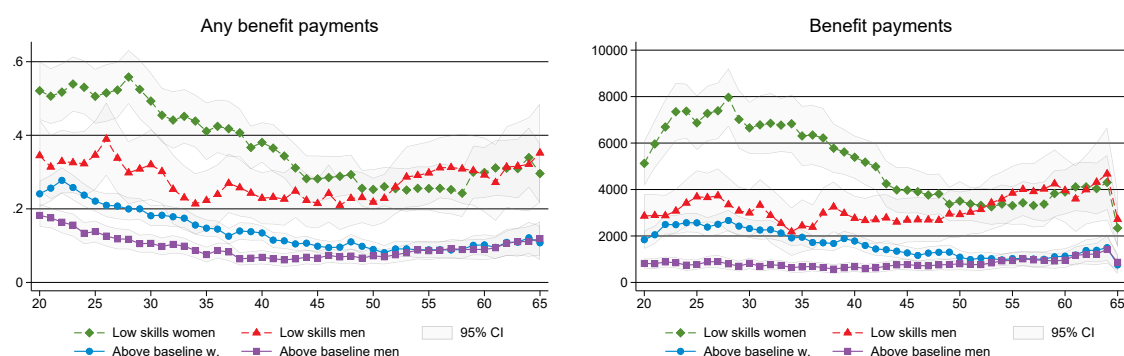 Any benefit payments
.6
.4
.2
0
20 25 30 35 40 45 50 55 60 65
Low skills women Low skills men 95% CI
Above baseline w. Above baseline men
Benefit payments
10000
8000
6000
4000
2000
0
20 25 30 35 40 45 50 55 60 65
Low skills women Low skills men 95% CI
Above baseline w. Above baseline men